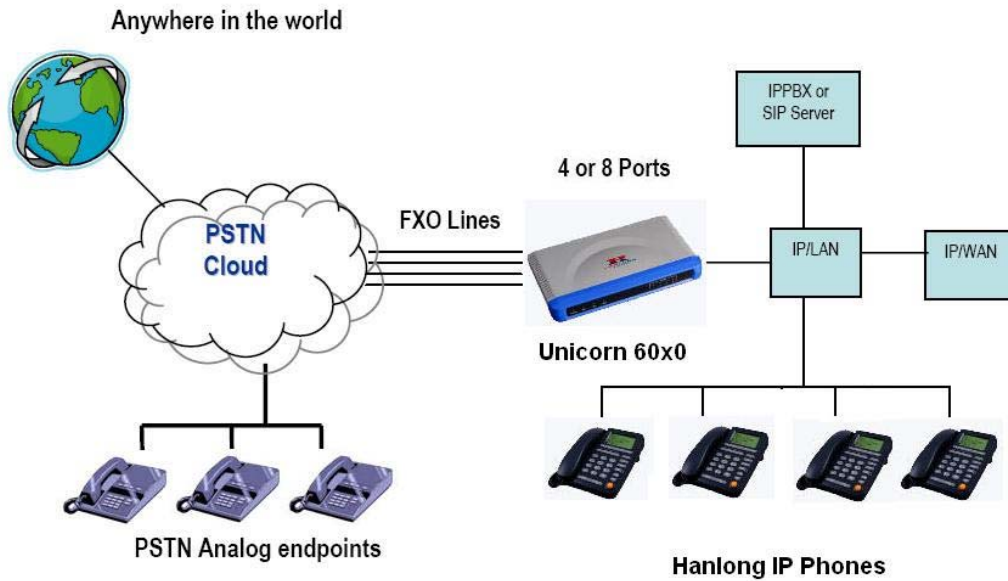 Anywhere in the world
IPPBX or
SIP Server
4 or 8 Ports
PSTN
Cloud
FXO Lines
IP/LAN
IP/WAN
Unicorn 60x0
PSTN Analog endpoints
Hanlong IP Phones